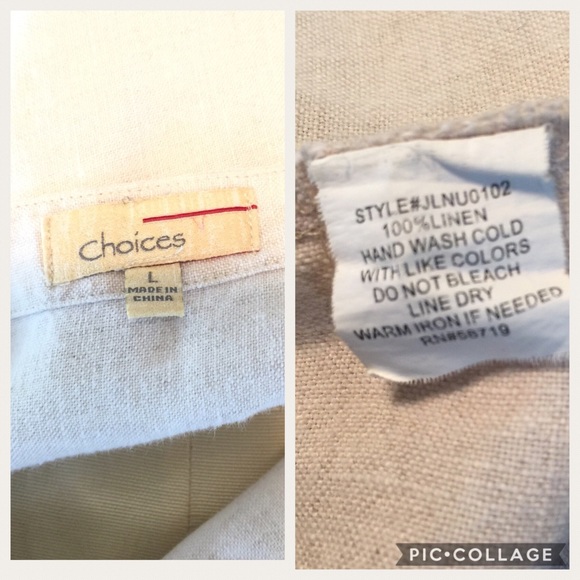 choices
L
MADE IN
CHINA
STYLE#JLNU0102
100%LINEN
HAND WASH COLD
WITH LIKE COLORS
DO NOT BLEACH
LINE DRY
WARM IRON IF NEEDED
RN#58719
PIC•COLLAGE